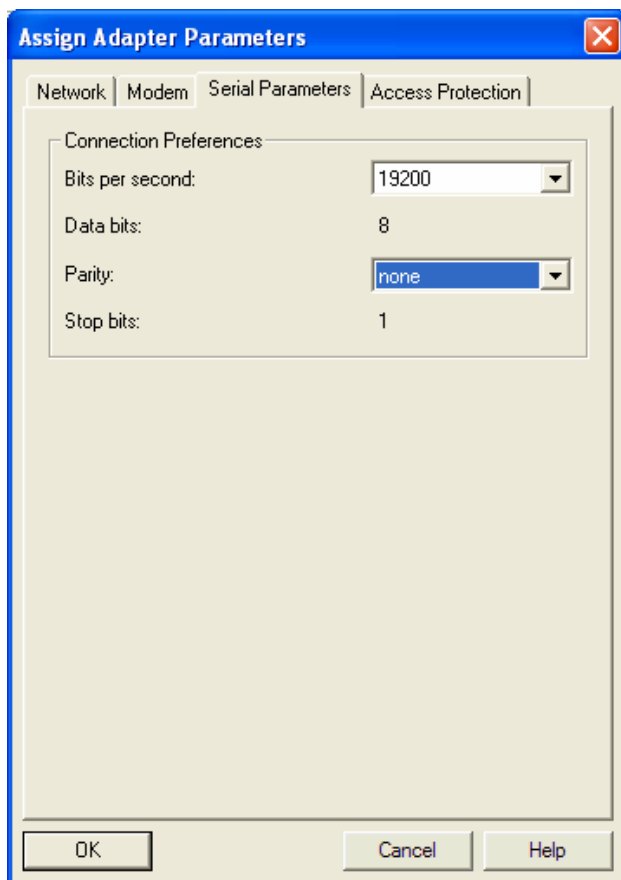 Assign Adapter Parameters
Network Modem Serial Parameters Access Protection
Connection Preferences
Bits per second: 19200
Data bits: 8
Parity: none
Stop bits: 1
OK Cancel Help